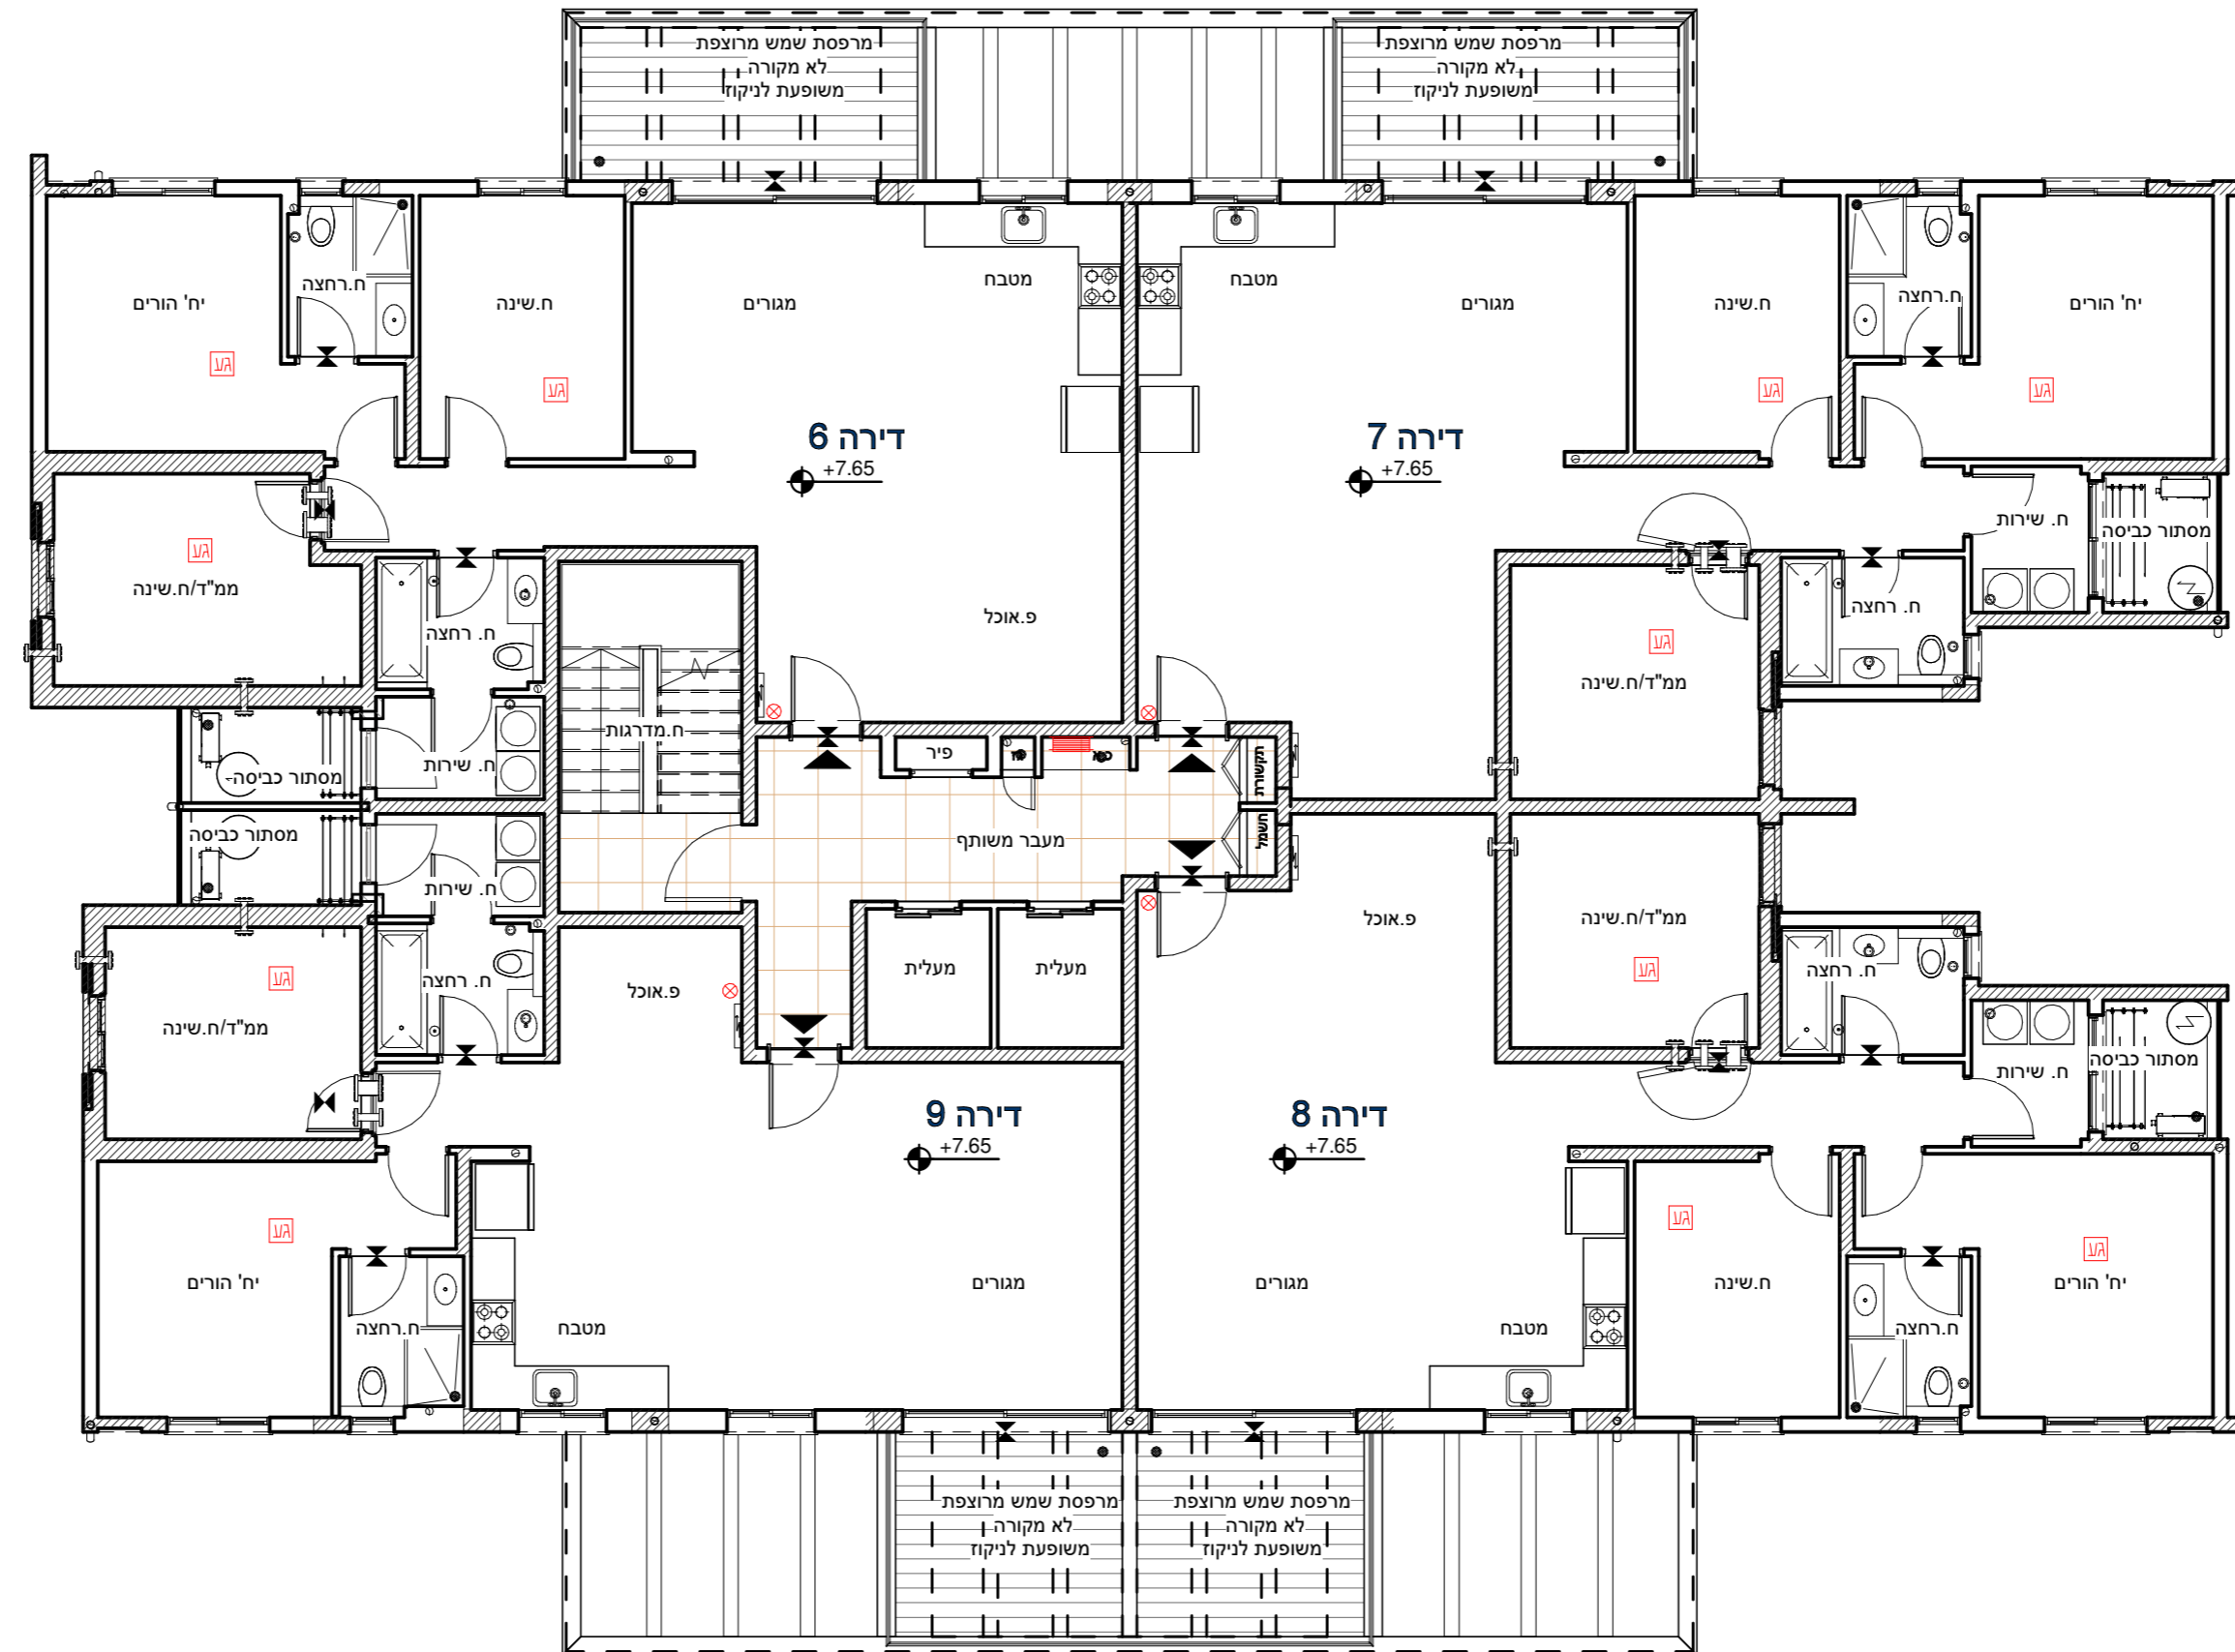 מרפסת שמש מרוצפת
לא מקורה
משופעת לניקוז
מרפסת שמש מרוצפת
לא מקורה
משופעת לניקוז
יח' הורים
ח.רחצה
ח.שינה
מגורים
מטבח
מטבח
מגורים
ח.שינה
ח.רחצה
יח' הורים
גע
גע
גע
גע
דירה 6
+7.65
דירה 7
+7.65
גע
ממ"ד/ח.שינה
ח. רחצה
פ.אוכל
גע
ממ"ד/ח.שינה
ח. רחצה
ח. שירות
מסתור כביסה
ח.מדרגות
מסתור כביסה
ח. שירות
פיר
תקשורת
מסתור כביסה
ח. שירות
מעבר משותף
חשמל
גע
ממ"ד/ח.שינה
ח. רחצה
פ.אוכל
מעלית
מעלית
פ.אוכל
ממ"ד/ח.שינה
גע
ח. רחצה
ח. שירות
מסתור כביסה
דירה 9
+7.65
דירה 8
+7.65
גע
גע
גע
יח' הורים
ח.רחצה
מטבח
מגורים
מגורים
מטבח
ח.שינה
ח.רחצה
יח' הורים
מרפסת שמש מרוצפת
לא מקורה
משופעת לניקוז
מרפסת שמש מרוצפת
לא מקורה
משופעת לניקוז